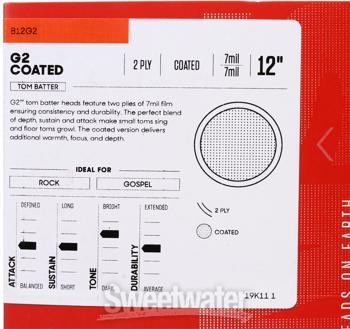 B12G2
G2
COATED
2 PLY
COATED
7mil
7mil
12"
TOM BATTER
G2™ tom batter heads feature two plies of 7mil film
ensuring consistency and durability. The perfect blend
of depth, sustain and attack make small toms sing
and floor toms growl. The coated version delivers
additional warmth, focus, and depth.
IDEAL FOR
ROCK
GOSPEL
2 PLY
COATED
ATTACK
DEFINED
BALANCED
SUSTAIN
LONG
SHORT
TONE
BRIGHT
DARK
DURABILITY
EXTENDED
AVERAGE
Sweetwater
19K11 1
ON EARTH